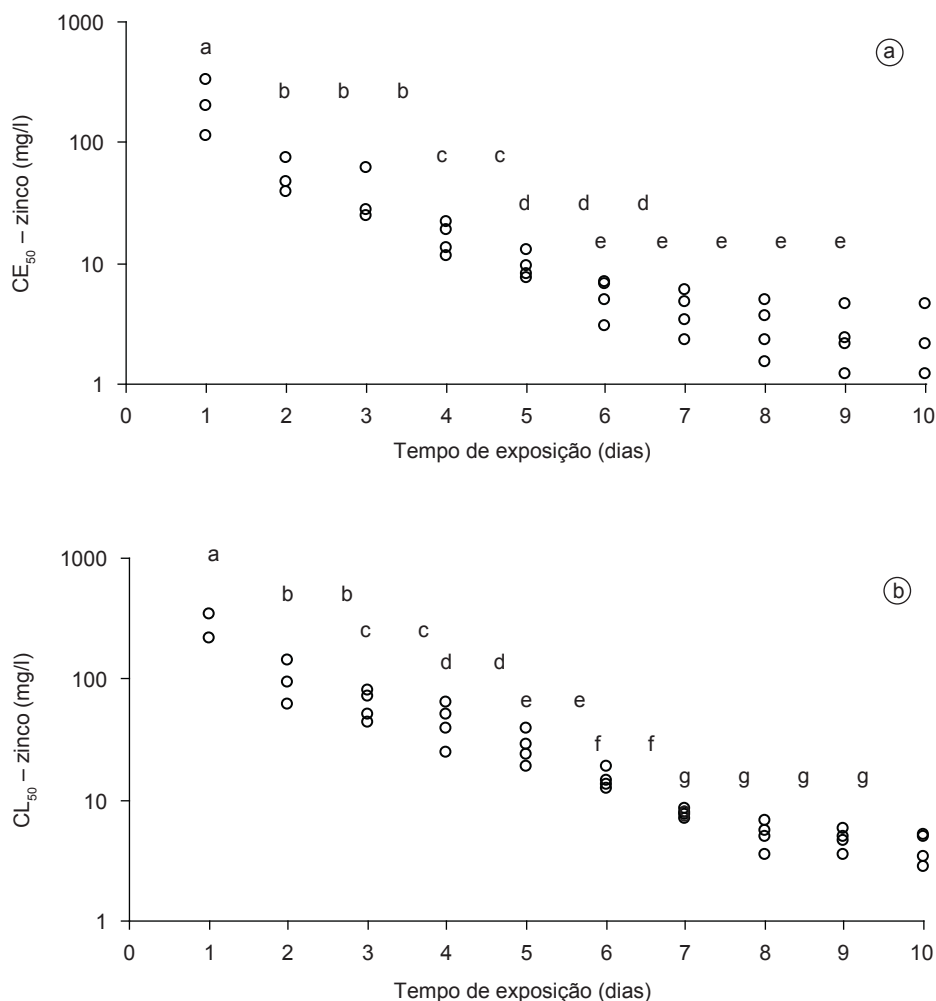 1000
a
a
b b b
100
c c
d d d
e e e e e
10
1
0 1 2 3 4 5 6 7 8 9 10
CE50 – zinco (mg/l)
Tempo de exposição (dias)
1000
a
b
b b
c c
100
d d
e e
f f
g g g g
10
1
0 1 2 3 4 5 6 7 8 9 10
CL50 – zinco (mg/l)
Tempo de exposição (dias)